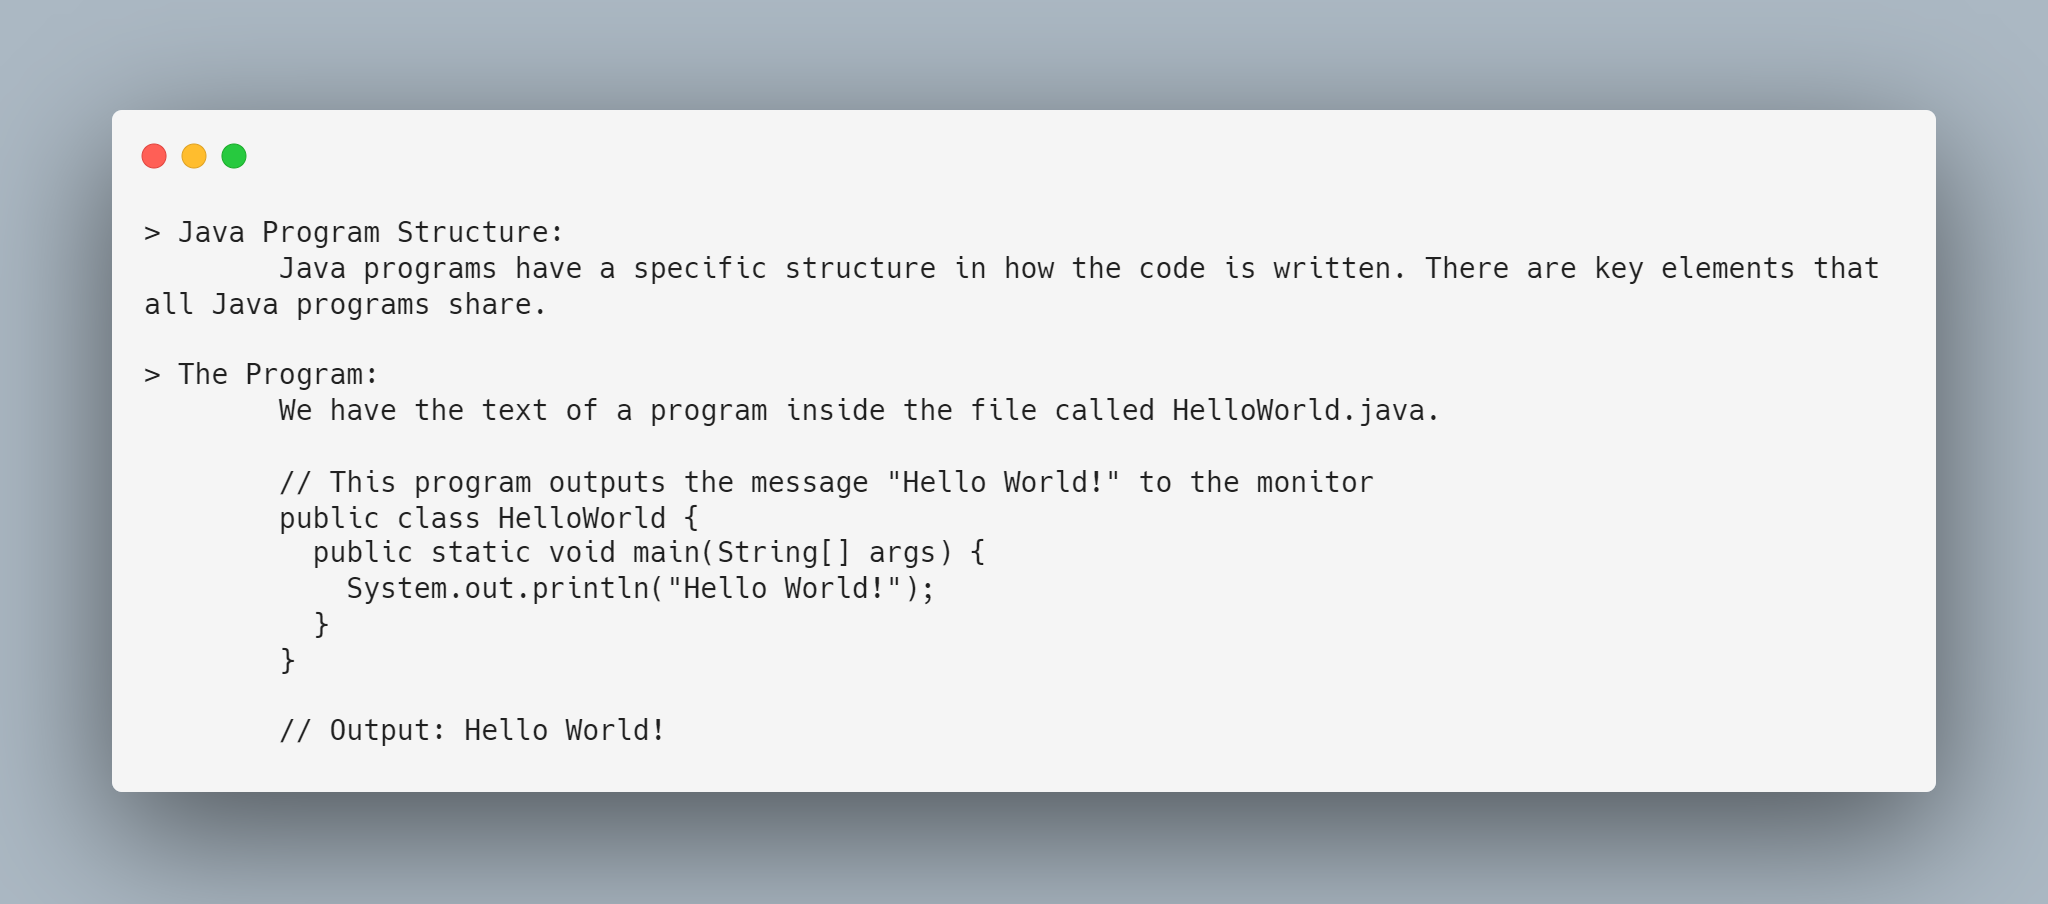 > Java Program Structure:
        Java programs have a specific structure in how the code is written. There are key elements that
all Java programs share.

> The Program:
        We have the text of a program inside the file called HelloWorld.java.

        // This program outputs the message "Hello World!" to the monitor
        public class HelloWorld {
          public static void main(String[] args) {
            System.out.println("Hello World!");
          }
        }

        // Output: Hello World!